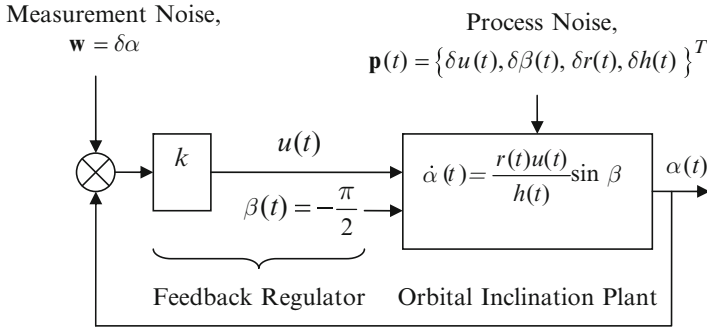 Measurement Noise,
w = δα
Process Noise,
p(t) = {δu(t), δβ(t), δr(t), δh(t)}^T
k
u(t)
β(t) = −π/2
α̇(t) = r(t)u(t)/h(t) sin β
α(t)
Feedback Regulator
Orbital Inclination Plant